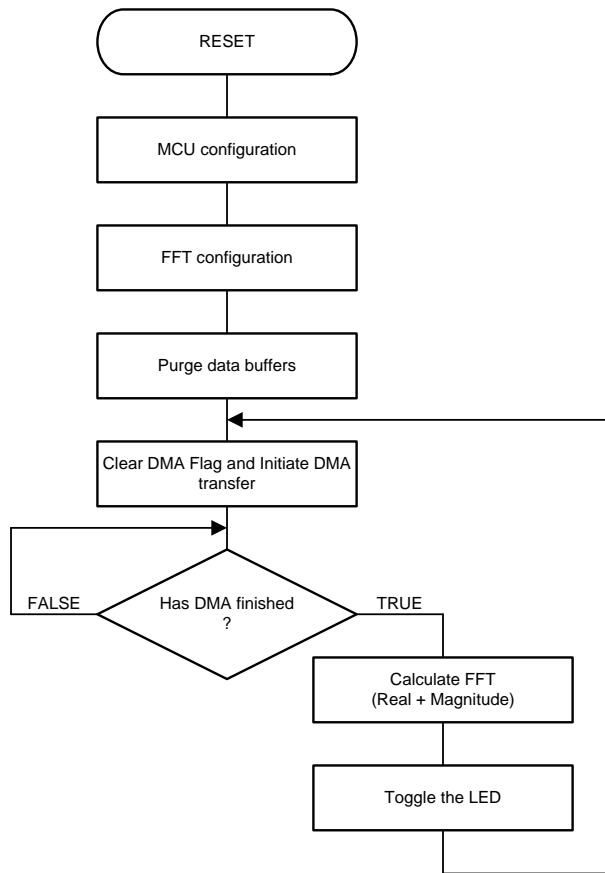 RESET
MCU configuration
FFT configuration
Purge data buffers
Clear DMA Flag and Initiate DMA
transfer
FALSE
Has DMA finished
?
TRUE
Calculate FFT
(Real + Magnitude)
Toggle the LED